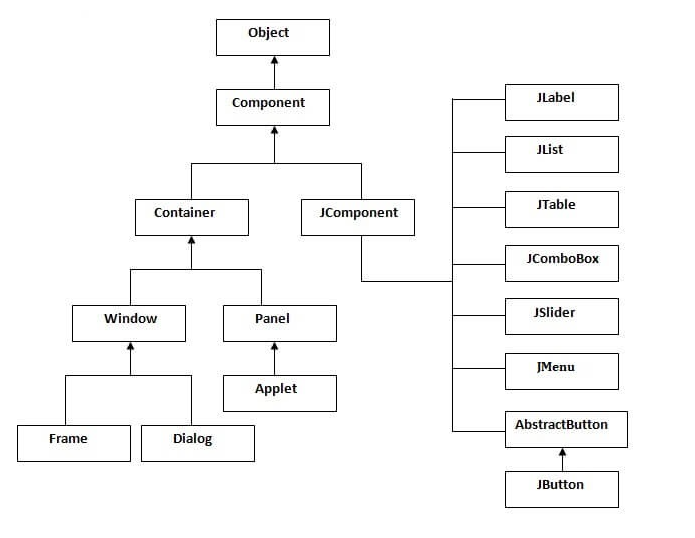 Object
Component
Container
JComponent
Window
Panel
Applet
Frame
Dialog
JLabel
JList
JTable
JComboBox
JSlider
JMenu
AbstractButton
JButton